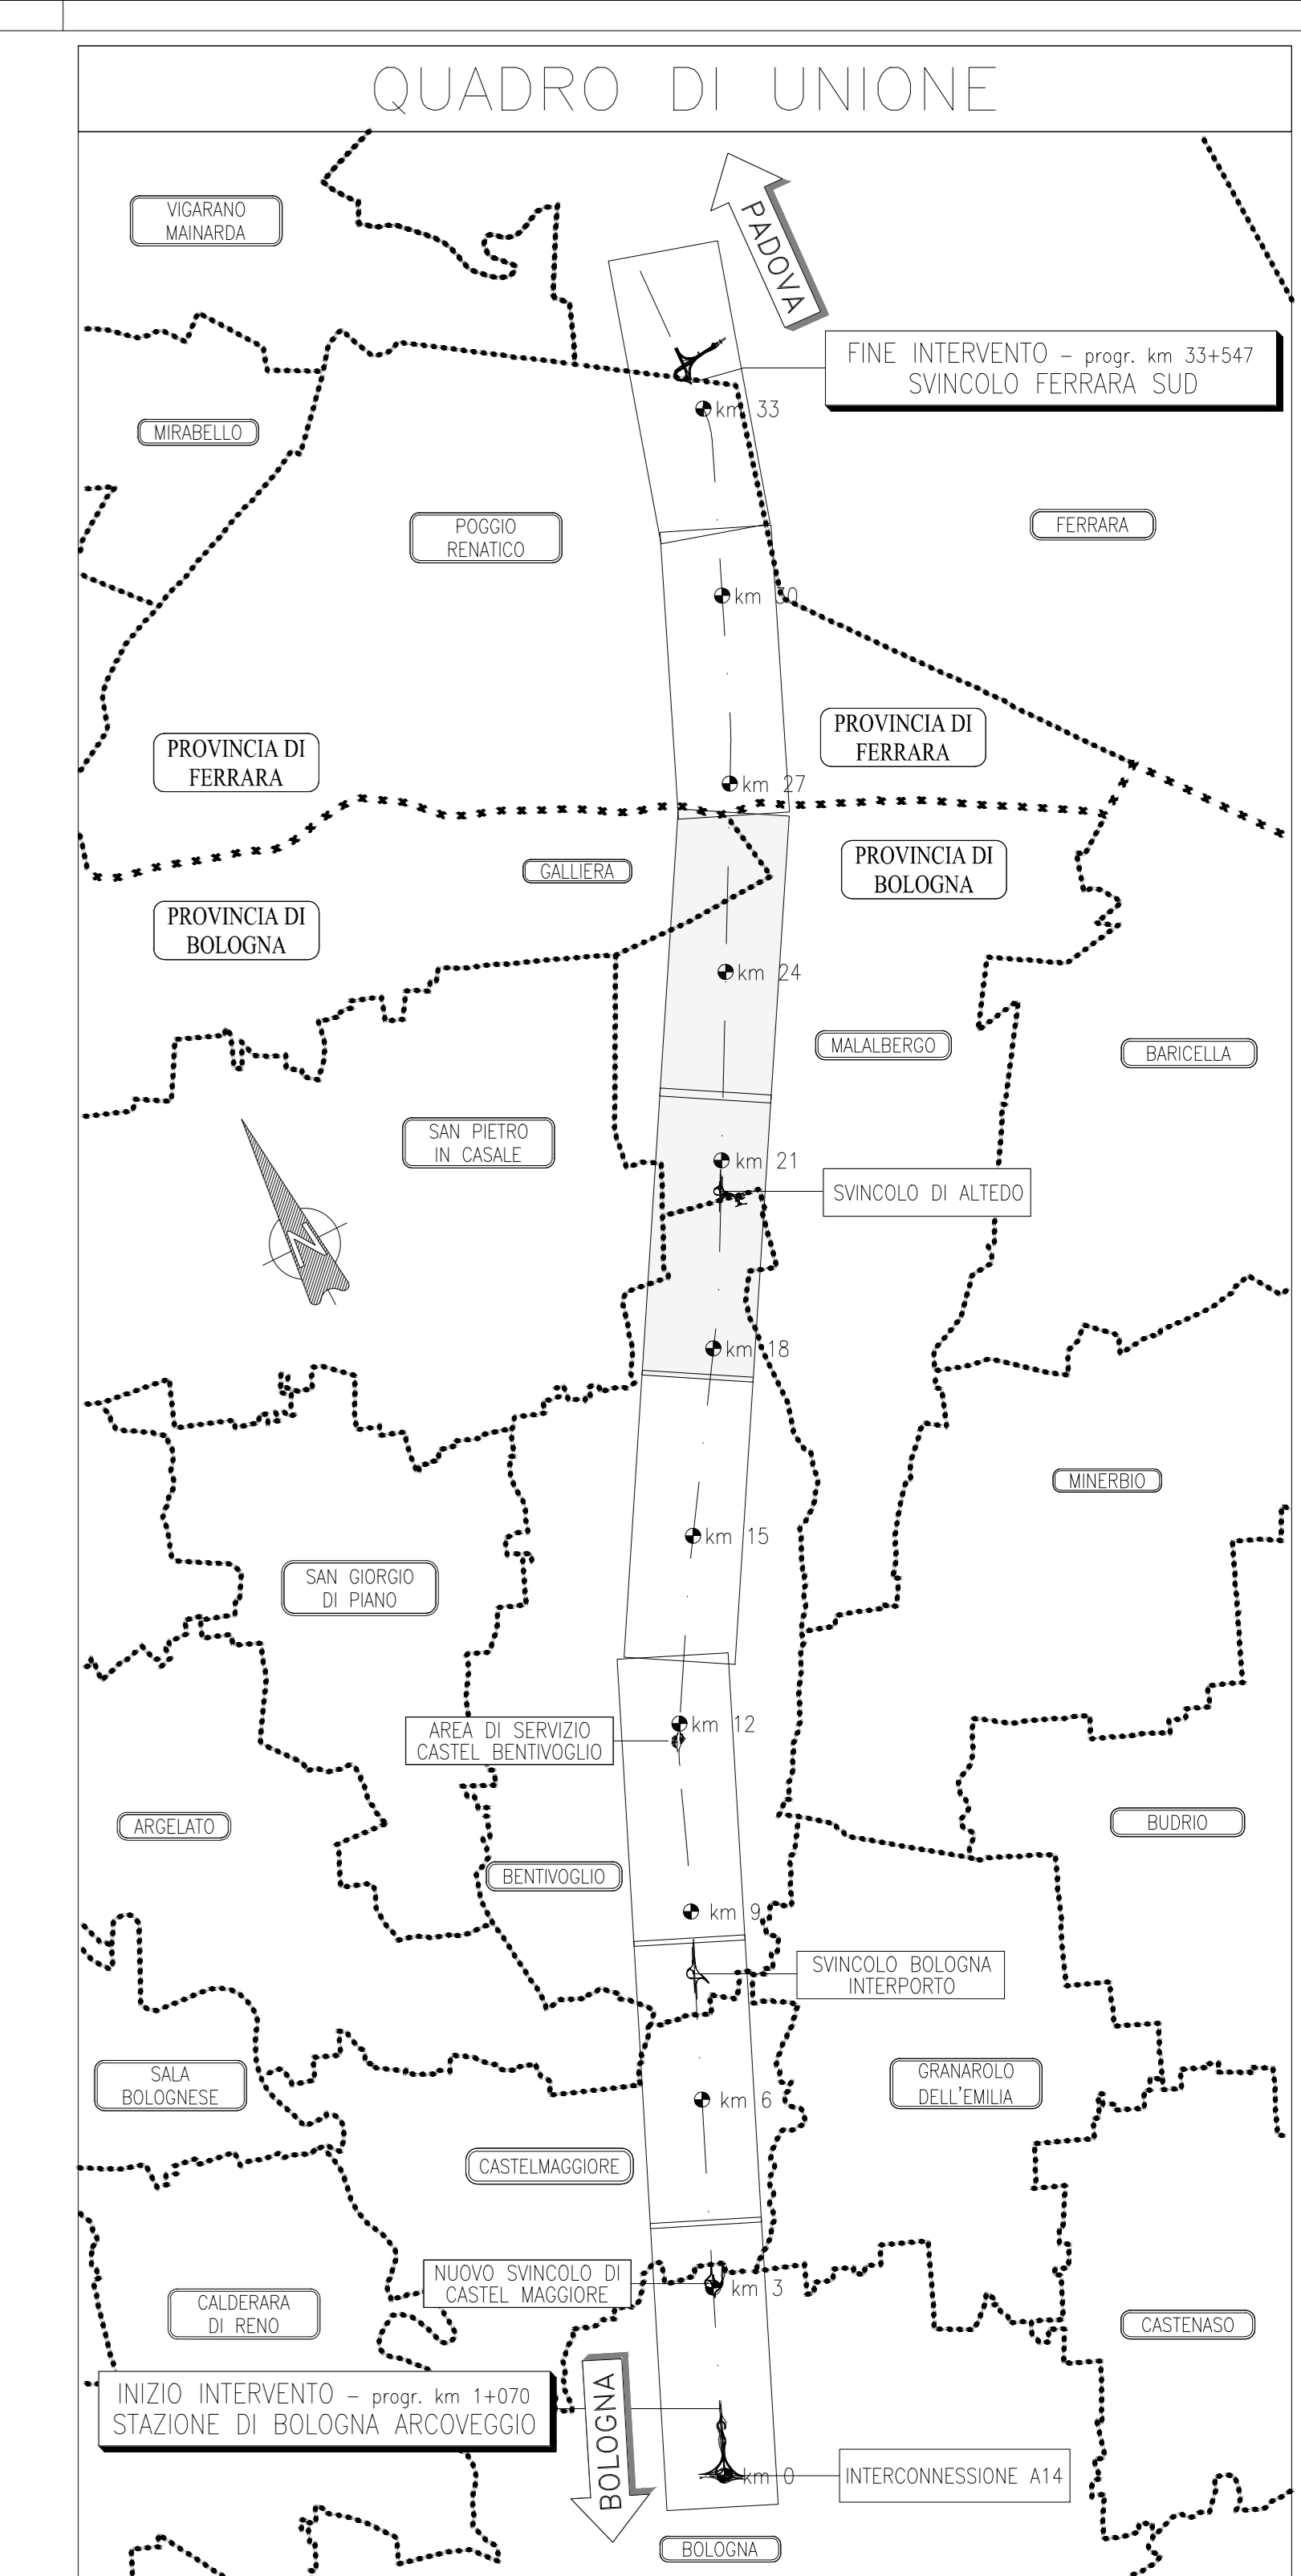 QUADRO DI UNIONE
VIGARANO
MAINARDA
PADOVA
FINE INTERVENTO – progr. km 33+547
SVINCOLO FERRARA SUD
km 33
MIRABELLO
POGGIO
RENATICO
FERRARA
km 30
PROVINCIA DI
FERRARA
PROVINCIA DI
FERRARA
km 27
GALLIERA
PROVINCIA DI
BOLOGNA
PROVINCIA DI
BOLOGNA
km 24
MALALBERGO
BARICELLA
SAN PIETRO
IN CASALE
km 21
SVINCOLO DI ALTEDO
N
km 18
MINERBIO
km 15
SAN GIORGIO
DI PIANO
AREA DI SERVIZIO
CASTEL BENTIVOGLIO
km 12
ARGELATO
BUDRIO
BENTIVOGLIO
km 9
SVINCOLO BOLOGNA
INTERPORTO
SALA
BOLOGNESE
GRANAROLO
DELL'EMILIA
km 6
CASTELMAGGIORE
NUOVO SVINCOLO DI
CASTEL MAGGIORE
km 3
CALDERARA
DI RENO
CASTENASO
INIZIO INTERVENTO – progr. km 1+070
STAZIONE DI BOLOGNA ARCOVEGGIO
BOLOGNA
km 0
INTERCONNESSIONE A14
BOLOGNA